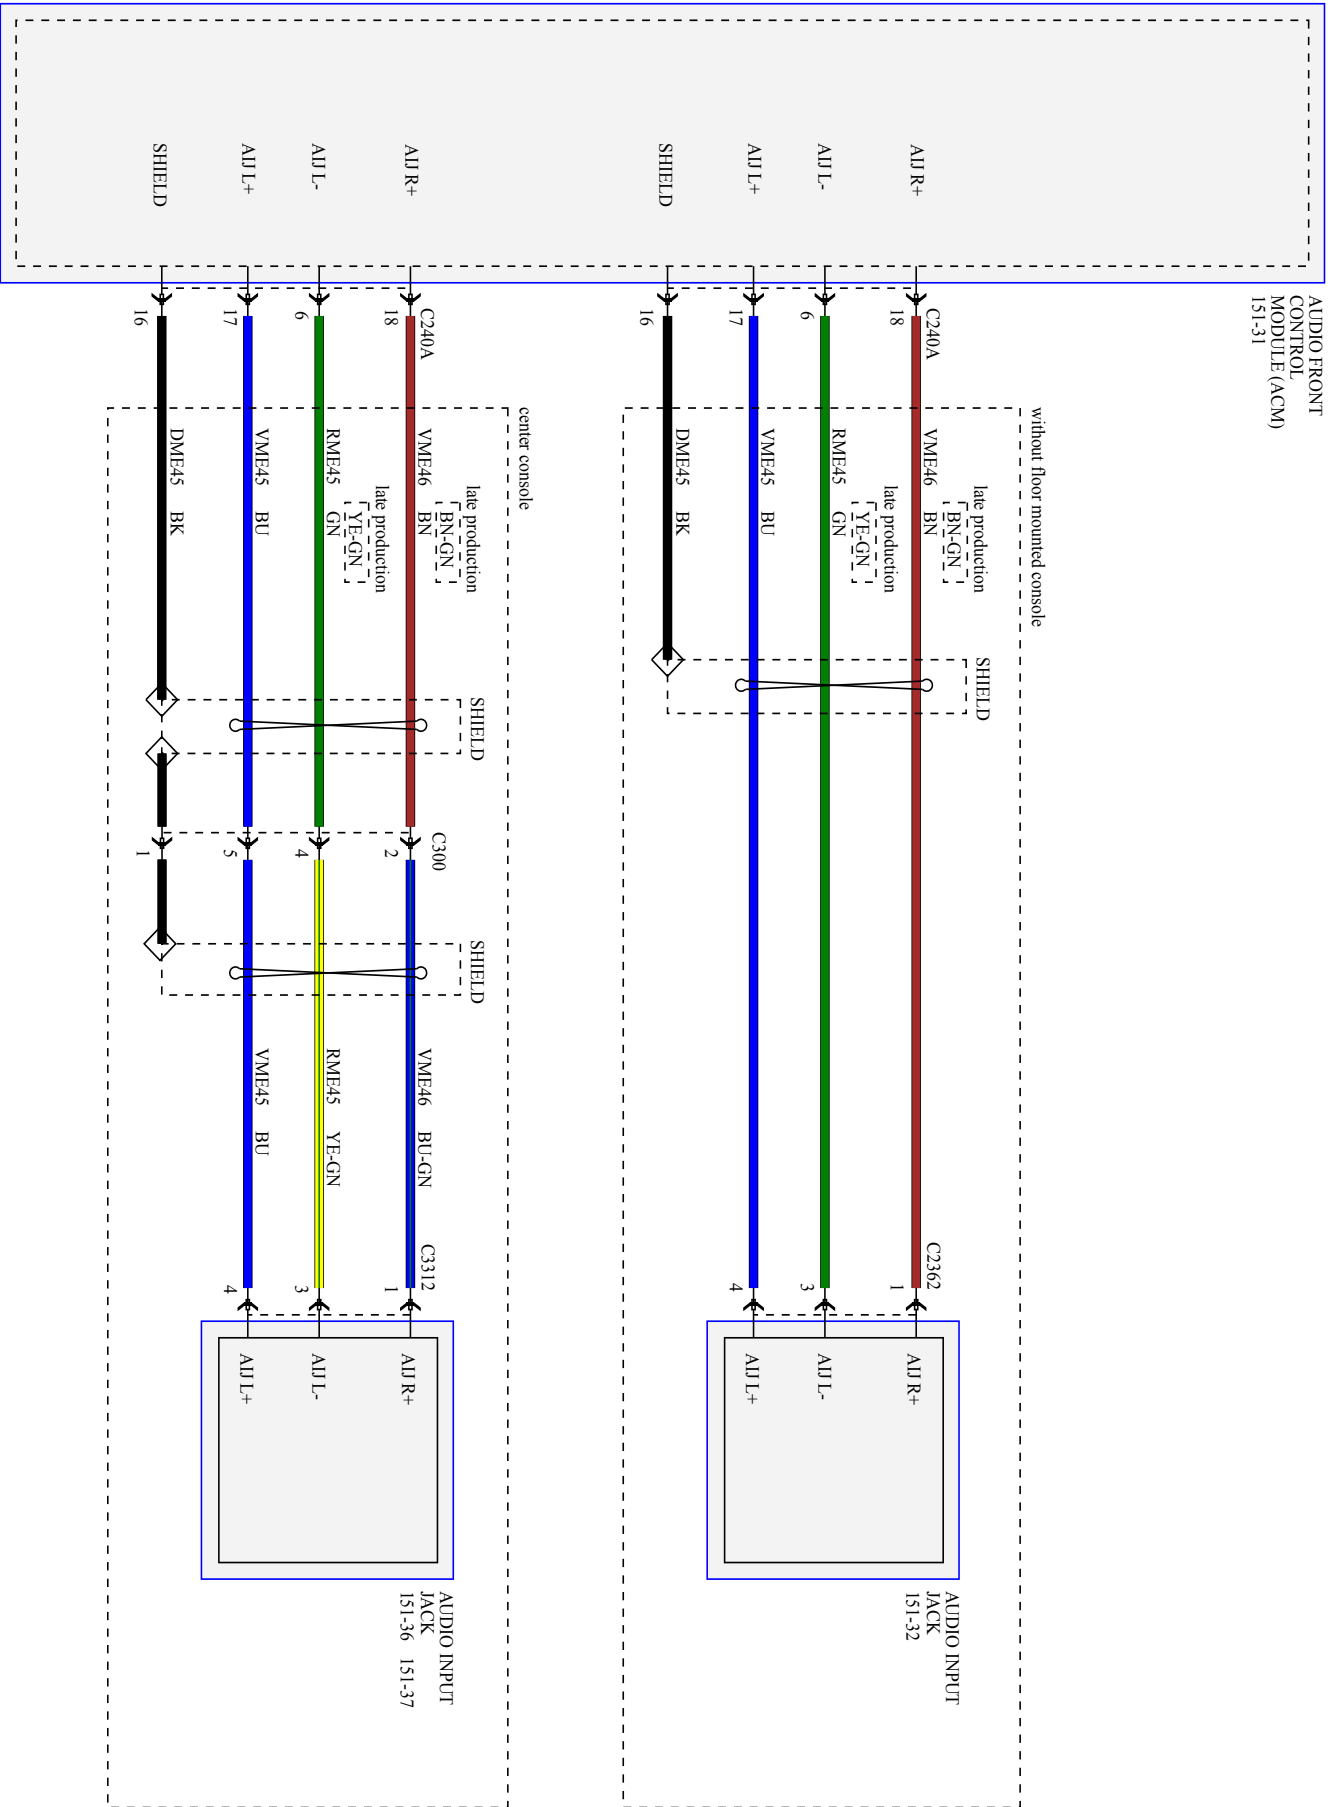 AUDIO FRONT
CONTROL
MODULE (ACM)
151-31
AIJ R+
AIJ L-
AIJ L+
SHIELD
AIJ R+
AIJ L-
AIJ L+
SHIELD
C240A
18
6
17
16
C240A
18
6
17
16
without floor mounted console
late production
BN-GN
VME46 BN
late production
YE-GN
RME45 GN
VME45 BU
DME45 BK
SHIELD
C2362
1
3
4
AIJ R+
AIJ L-
AIJ L+
AUDIO INPUT
JACK
151-32
center console
late production
BN-GN
VME46 BN
late production
YE-GN
RME45 GN
VME45 BU
DME45 BK
SHIELD
C300
2
4
5
1
SHIELD
VME46 BU-GN
RME45 YE-GN
VME45 BU
C3312
1
3
4
AIJ R+
AIJ L-
AIJ L+
AUDIO INPUT
JACK
151-36 151-37